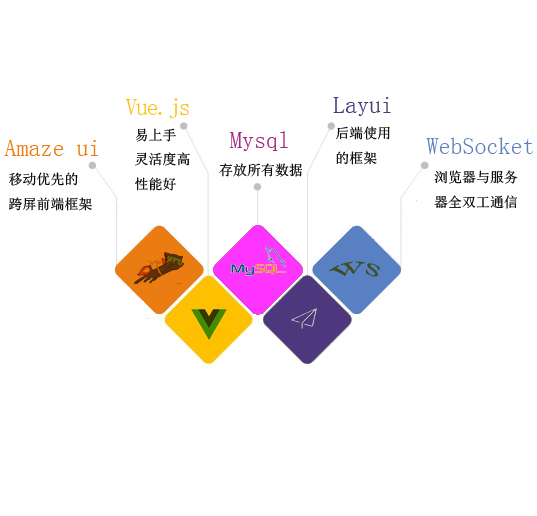 Amaze ui
移动优先的
跨屏前端框架
Vue.js
易上手
灵活度高
性能好
Mysql
存放所有数据
Layui
后端使用
的框架
WebSocket
浏览器与服务
器全双工通信
MySQL
WS